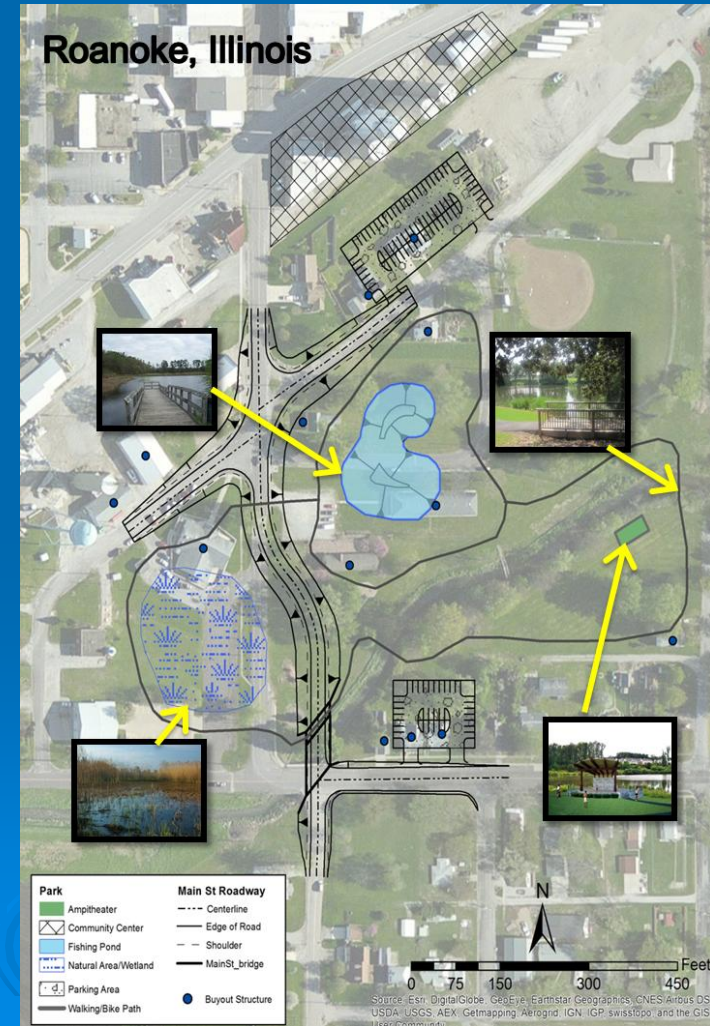 Roanoke, Illinois
Park
Ampitheater
Community Center
Fishing Pond
Natural Area/Wetland
Parking Area
Walking/Bike Path
Main St Roadway
Centerline
Edge of Road
Shoulder
MainSt_bridge
Buyout Structure
N
Feet
0 75 150 300 450
Source: Esri, DigitalGlobe, GeoEye, Earthstar Geographics, CNES/Airbus DS,
USDA, USGS, AEX, Getmapping, Aerogrid, IGN, IGP, swisstopo, and the GIS
User Community